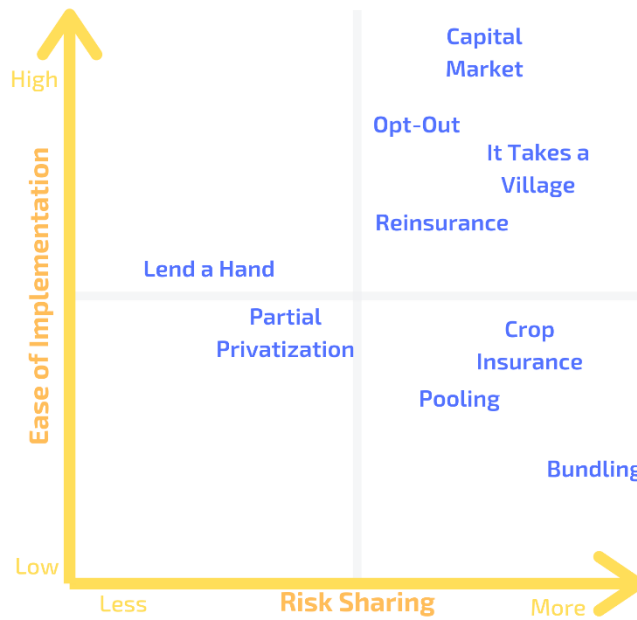 Capital
Market
High
Opt-Out
It Takes a
Village
Reinsurance
Lend a Hand
Ease of Implementation
Partial
Privatization
Crop
Insurance
Pooling
Bundling
Low
Less
Risk Sharing
More